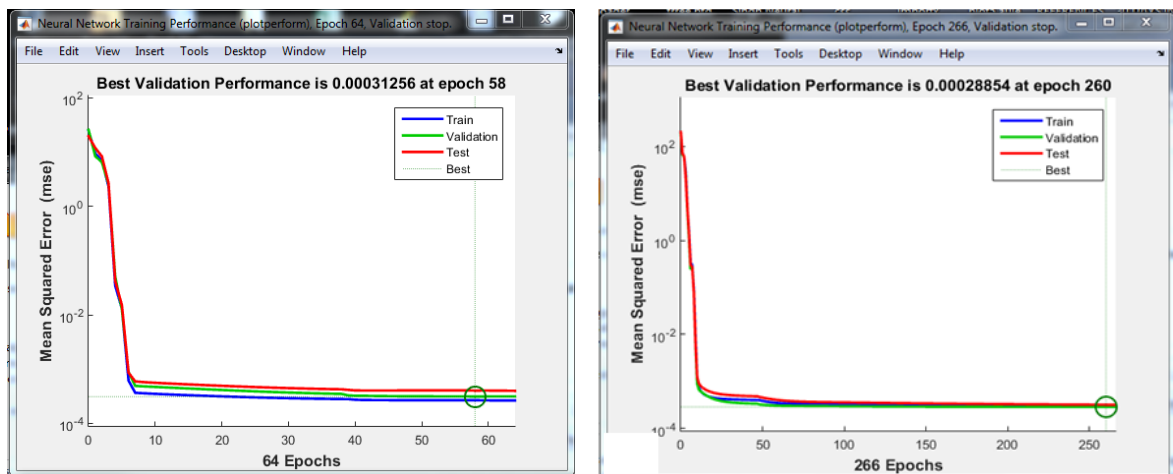 Neural Network Training Performance (plotperform), Epoch 64, Validation stop.
File Edit View Insert Tools Desktop Window Help
Best Validation Performance is 0.00031256 at epoch 58
10^2
10^0
10^-2
10^-4
Mean Squared Error (mse)
Train
Validation
Test
Best
0 10 20 30 40 50 60
64 Epochs
Neural Network Training Performance (plotperform), Epoch 266, Validation stop.
File Edit View Insert Tools Desktop Window Help
Best Validation Performance is 0.00028854 at epoch 260
10^2
10^0
10^-2
10^-4
Mean Squared Error (mse)
Train
Validation
Test
Best
0 50 100 150 200 250
266 Epochs